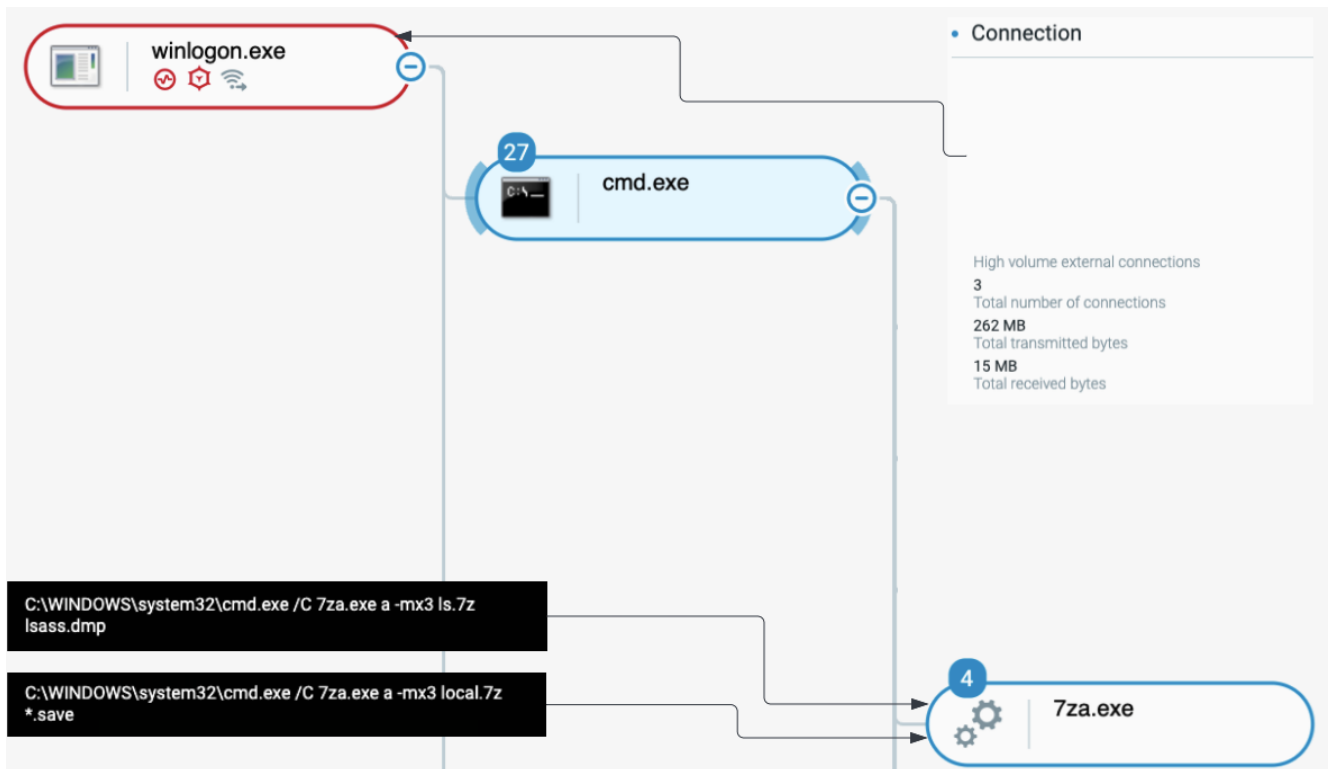 winlogon.exe
Connection
27
cmd.exe
C:\
High volume external connections
3
Total number of connections
262 MB
Total transmitted bytes
15 MB
Total received bytes
C:\WINDOWS\system32\cmd.exe /C 7za.exe a -mx3 ls.7z
lsass.dmp
C:\WINDOWS\system32\cmd.exe /C 7za.exe a -mx3 local.7z
*.save
4
7za.exe